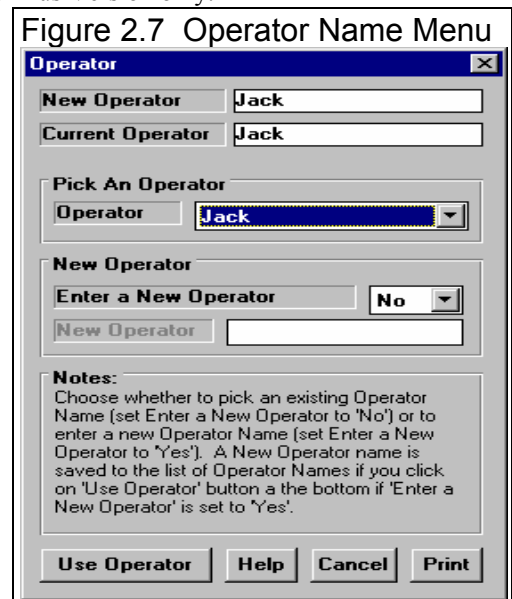 Figure 2.7 Operator Name Menu
Operator
New Operator Jack
Current Operator Jack
Pick An Operator
Operator Jack
New Operator
Enter a New Operator No
New Operator
Notes:
Choose whether to pick an existing Operator
Name (set Enter a New Operator to 'No') or to
enter a new Operator Name (set Enter a New
Operator to 'Yes'). A New Operator name is
saved to the list of Operator Names if you click
on 'Use Operator' button a the bottom if 'Enter a
New Operator' is set to 'Yes'.
Use Operator Help Cancel Print